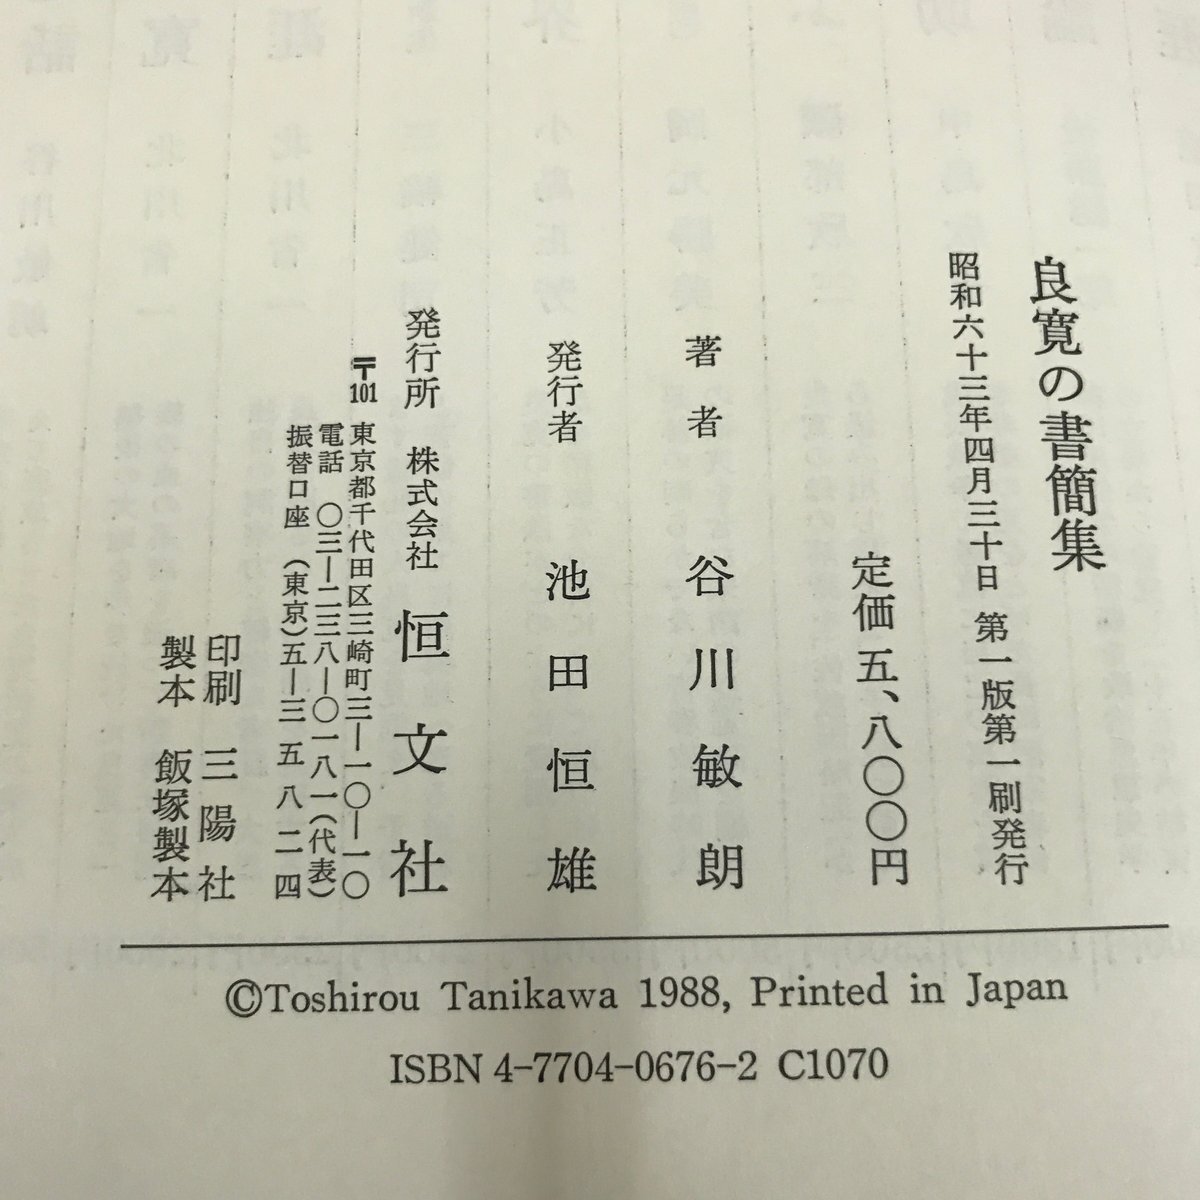 良寛の書簡集
昭和六十三年四月三十日 第一版第一刷発行
定価 五、八〇〇円
著者 谷川敏朗
発行者 池田恒雄
発行所 株式会社 恒文社
〒101 東京都千代田区三崎町三―一〇―一〇
電話 〇三―二三八―〇一八一(代表)
振替口座 (東京)五―三五八二四
印刷 三陽社
製本 飯塚製本
©Toshirou Tanikawa 1988, Printed in Japan
ISBN 4-7704-0676-2 C1070